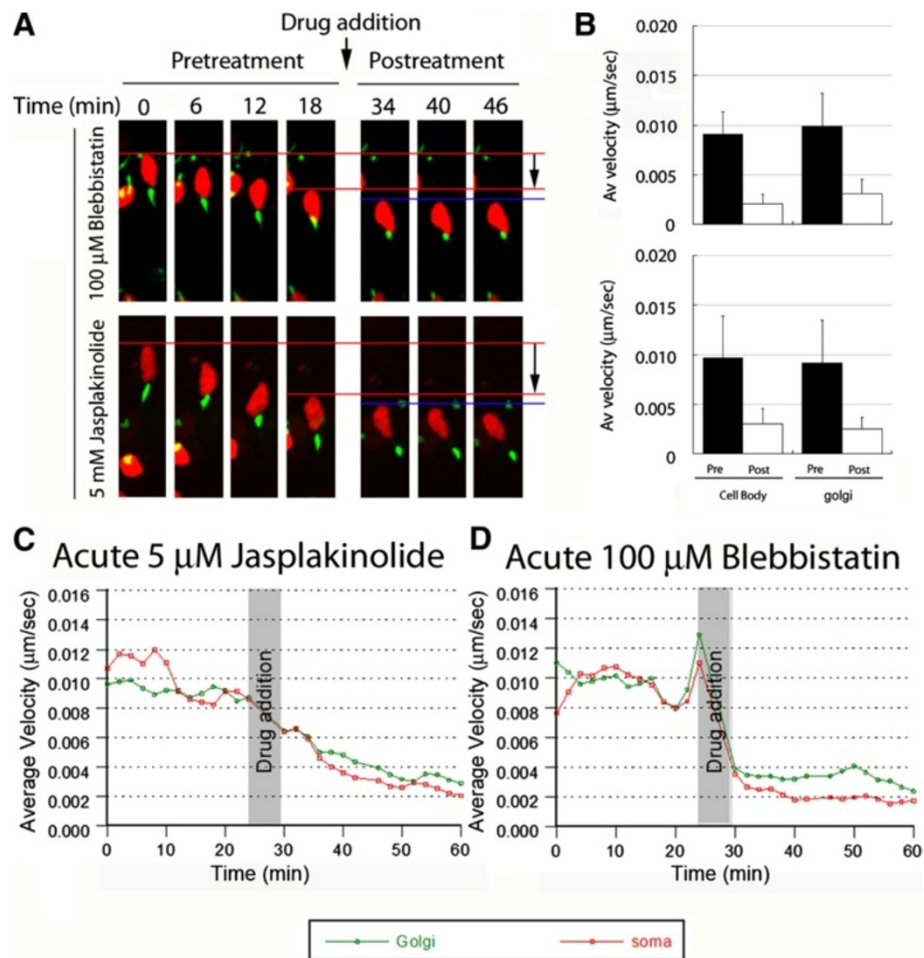 A
Drug addition
B
Pretreatment
Postreatment
Time (min) 0 6 12 18 34 40 46
100 µM Blebbistatin
5 mM Jasplakinolide
0.020
0.015
0.010
0.005
0
Av velocity (µm/sec)
0.020
0.015
0.010
0.005
0
Av velocity (µm/sec)
Pre Post Pre Post
Cell Body golgi
C
Acute 5 µM Jasplakinolide
0.016
0.014
0.012
0.010
0.008
0.006
0.004
0.002
0.000
Average Velocity (µm/sec)
Drug addition
0 10 20 30 40 50 60
Time (min)
D
Acute 100 µM Blebbistatin
0.016
0.014
0.012
0.010
0.008
0.006
0.004
0.002
0.000
Average Velocity (µm/sec)
Drug addition
0 10 20 30 40 50 60
Time (min)
Golgi soma